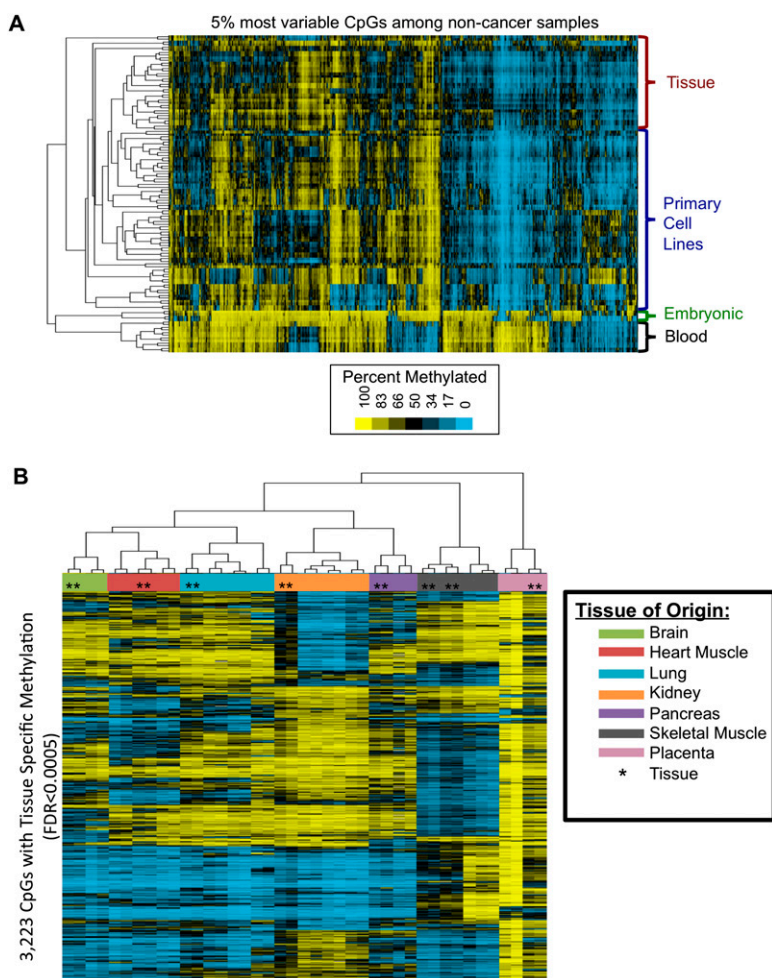 A
5% most variable CpGs among non-cancer samples
Tissue
Primary
Cell
Lines
Embryonic
Blood
Percent Methylated
100
83
66
50
34
17
0
B
** ** ** ** ** ** ** **
3,223 CpGs with Tissue Specific Methylation
(FDR<0.0005)
Tissue of Origin:
Brain
Heart Muscle
Lung
Kidney
Pancreas
Skeletal Muscle
Placenta
* Tissue